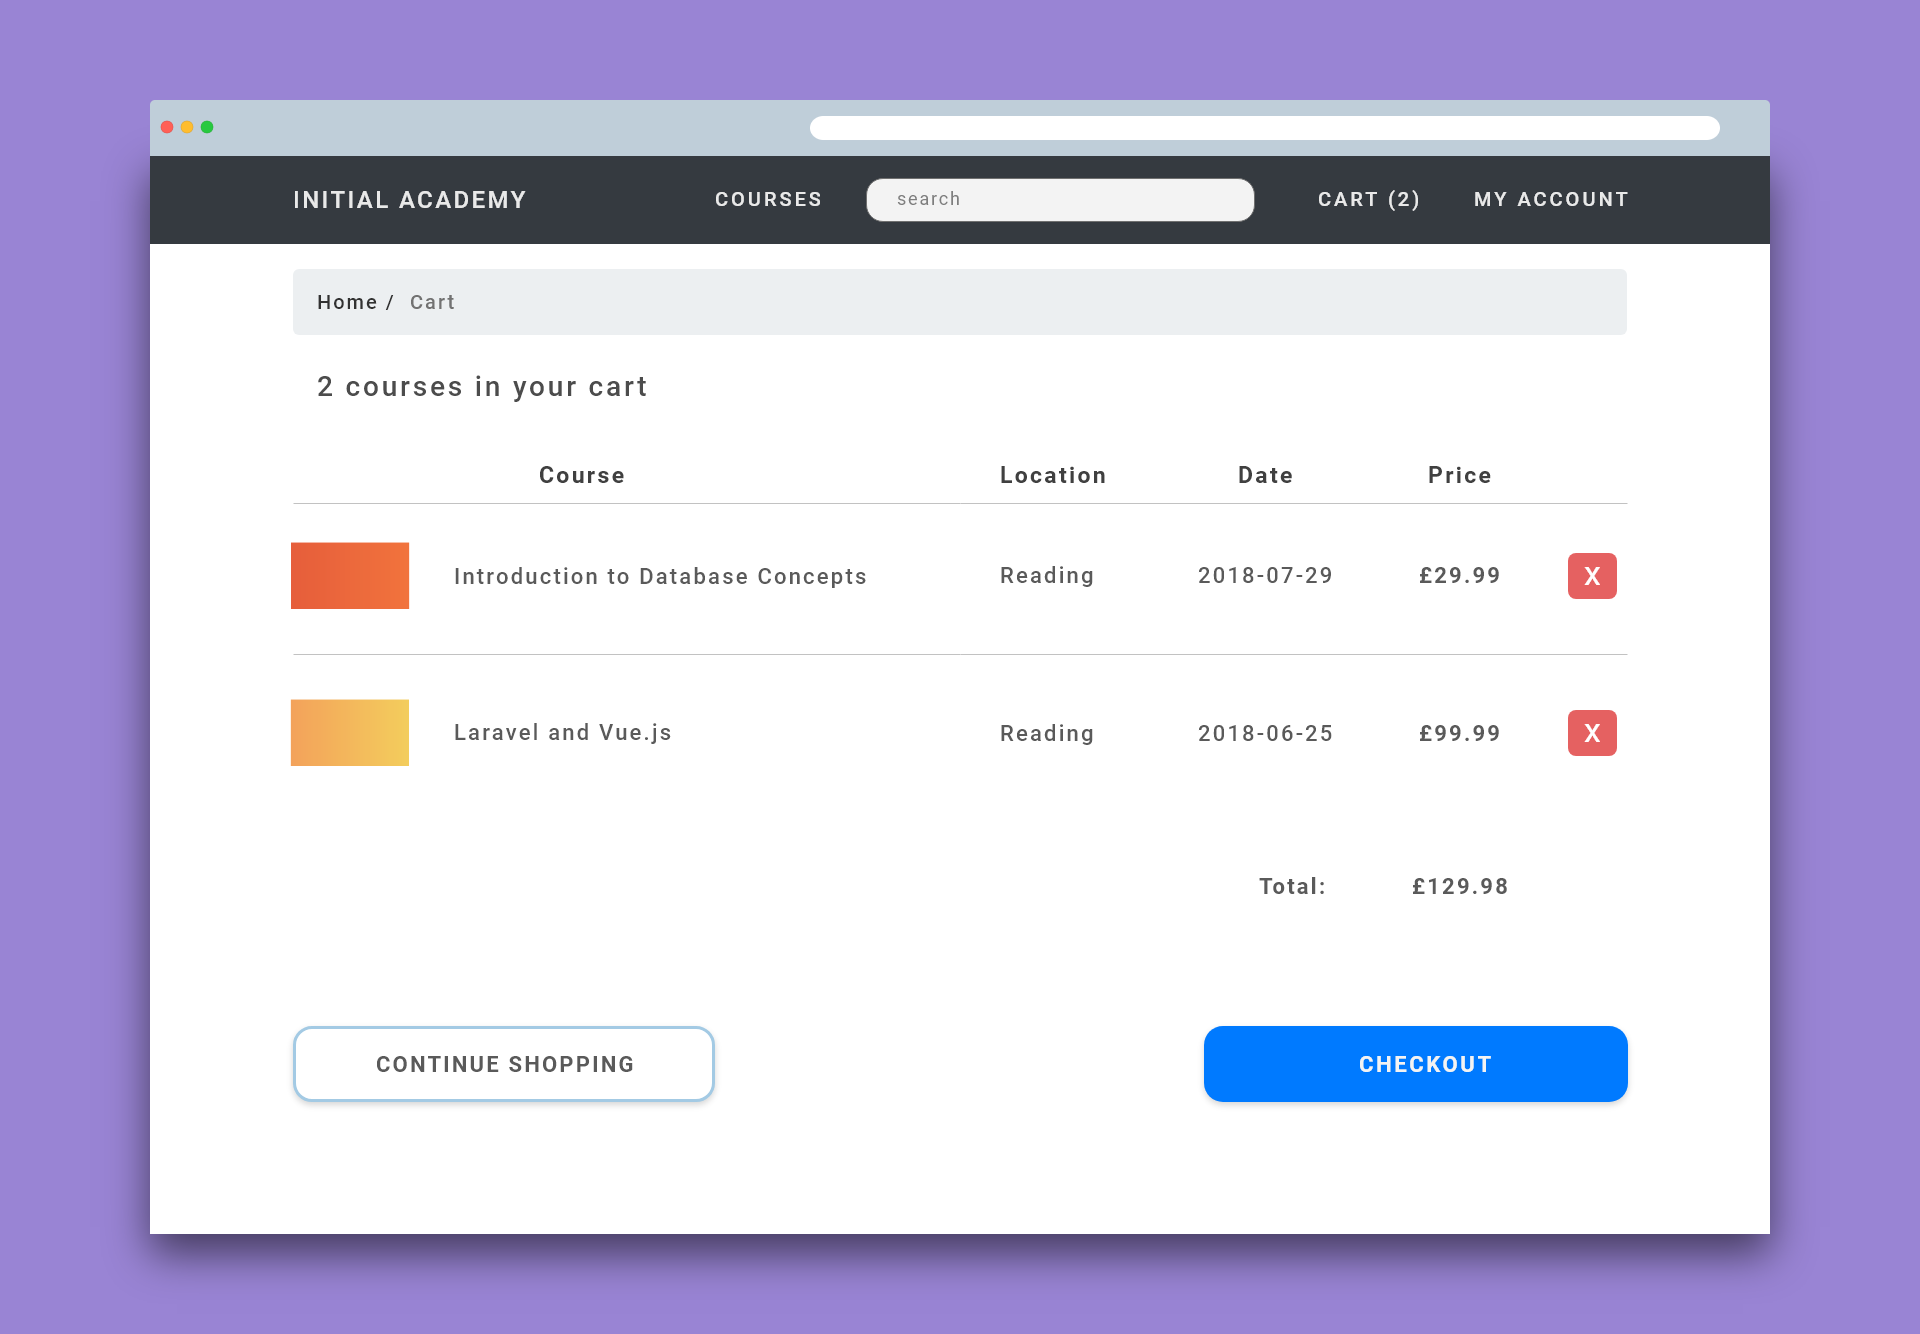 INITIAL ACADEMY COURSES search CART (2) MY ACCOUNT
Home / Cart
2 courses in your cart
Course Location Date Price
Introduction to Database Concepts Reading 2018-07-29 £29.99 X
Laravel and Vue.js Reading 2018-06-25 £99.99 X
Total: £129.98
CONTINUE SHOPPING CHECKOUT